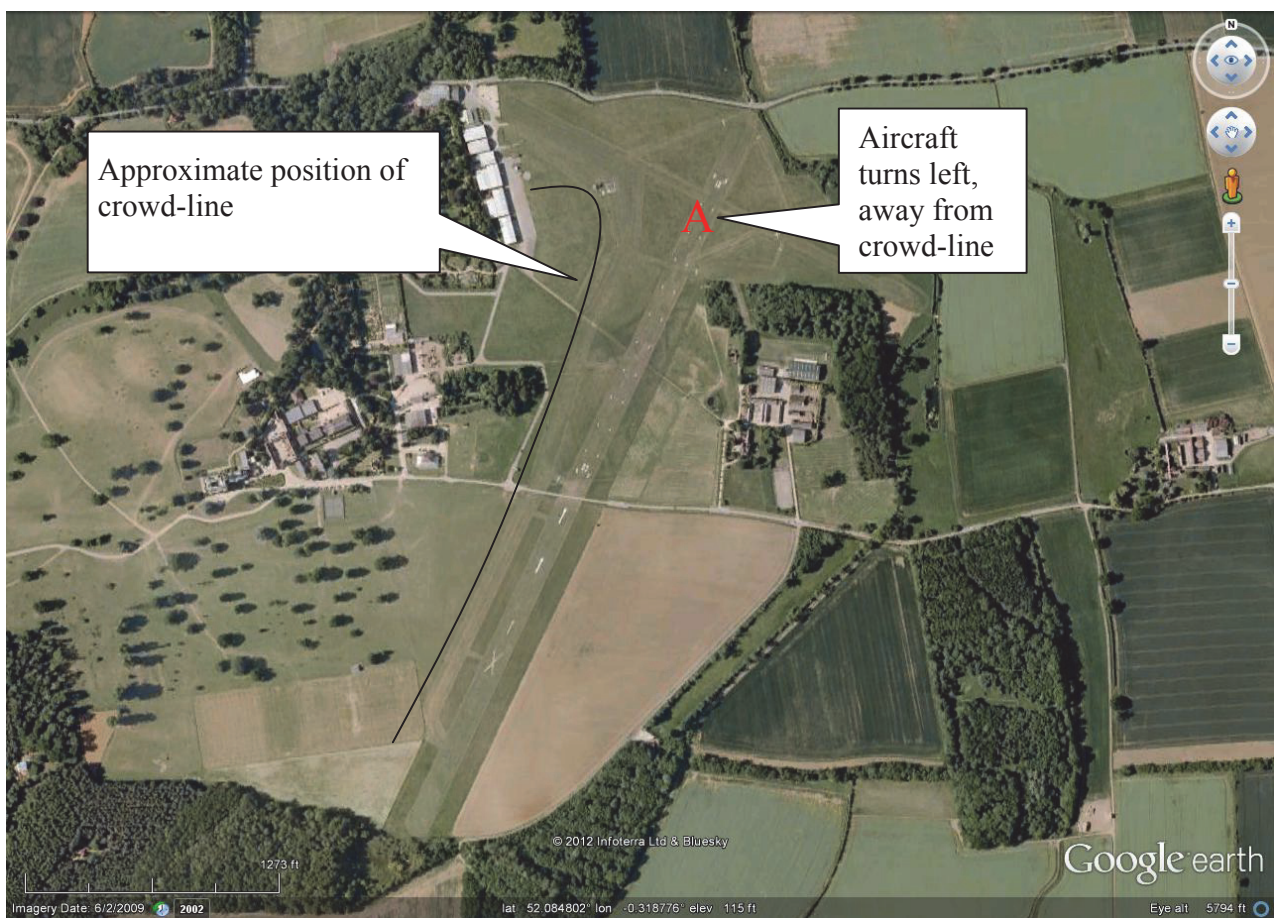 N
Approximate position of
crowd-line
Aircraft
turns left,
away from
crowd-line
A
© 2012 Infoterra Ltd & Bluesky
1273 ft
Google earth
Imagery Date: 6/2/2009 2002 lat 52.084802° lon -0.318776° elev 115 ft Eye alt 5794 ft